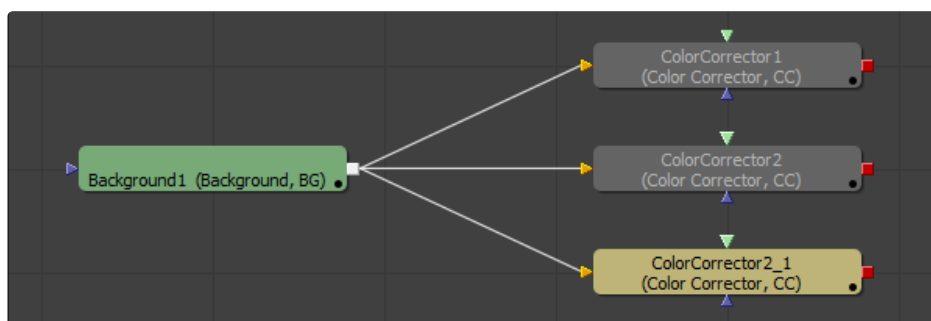 ColorCorrector1
(Color Corrector, CC)
Background1 (Background, BG)
ColorCorrector2
(Color Corrector, CC)
ColorCorrector2_1
(Color Corrector, CC)